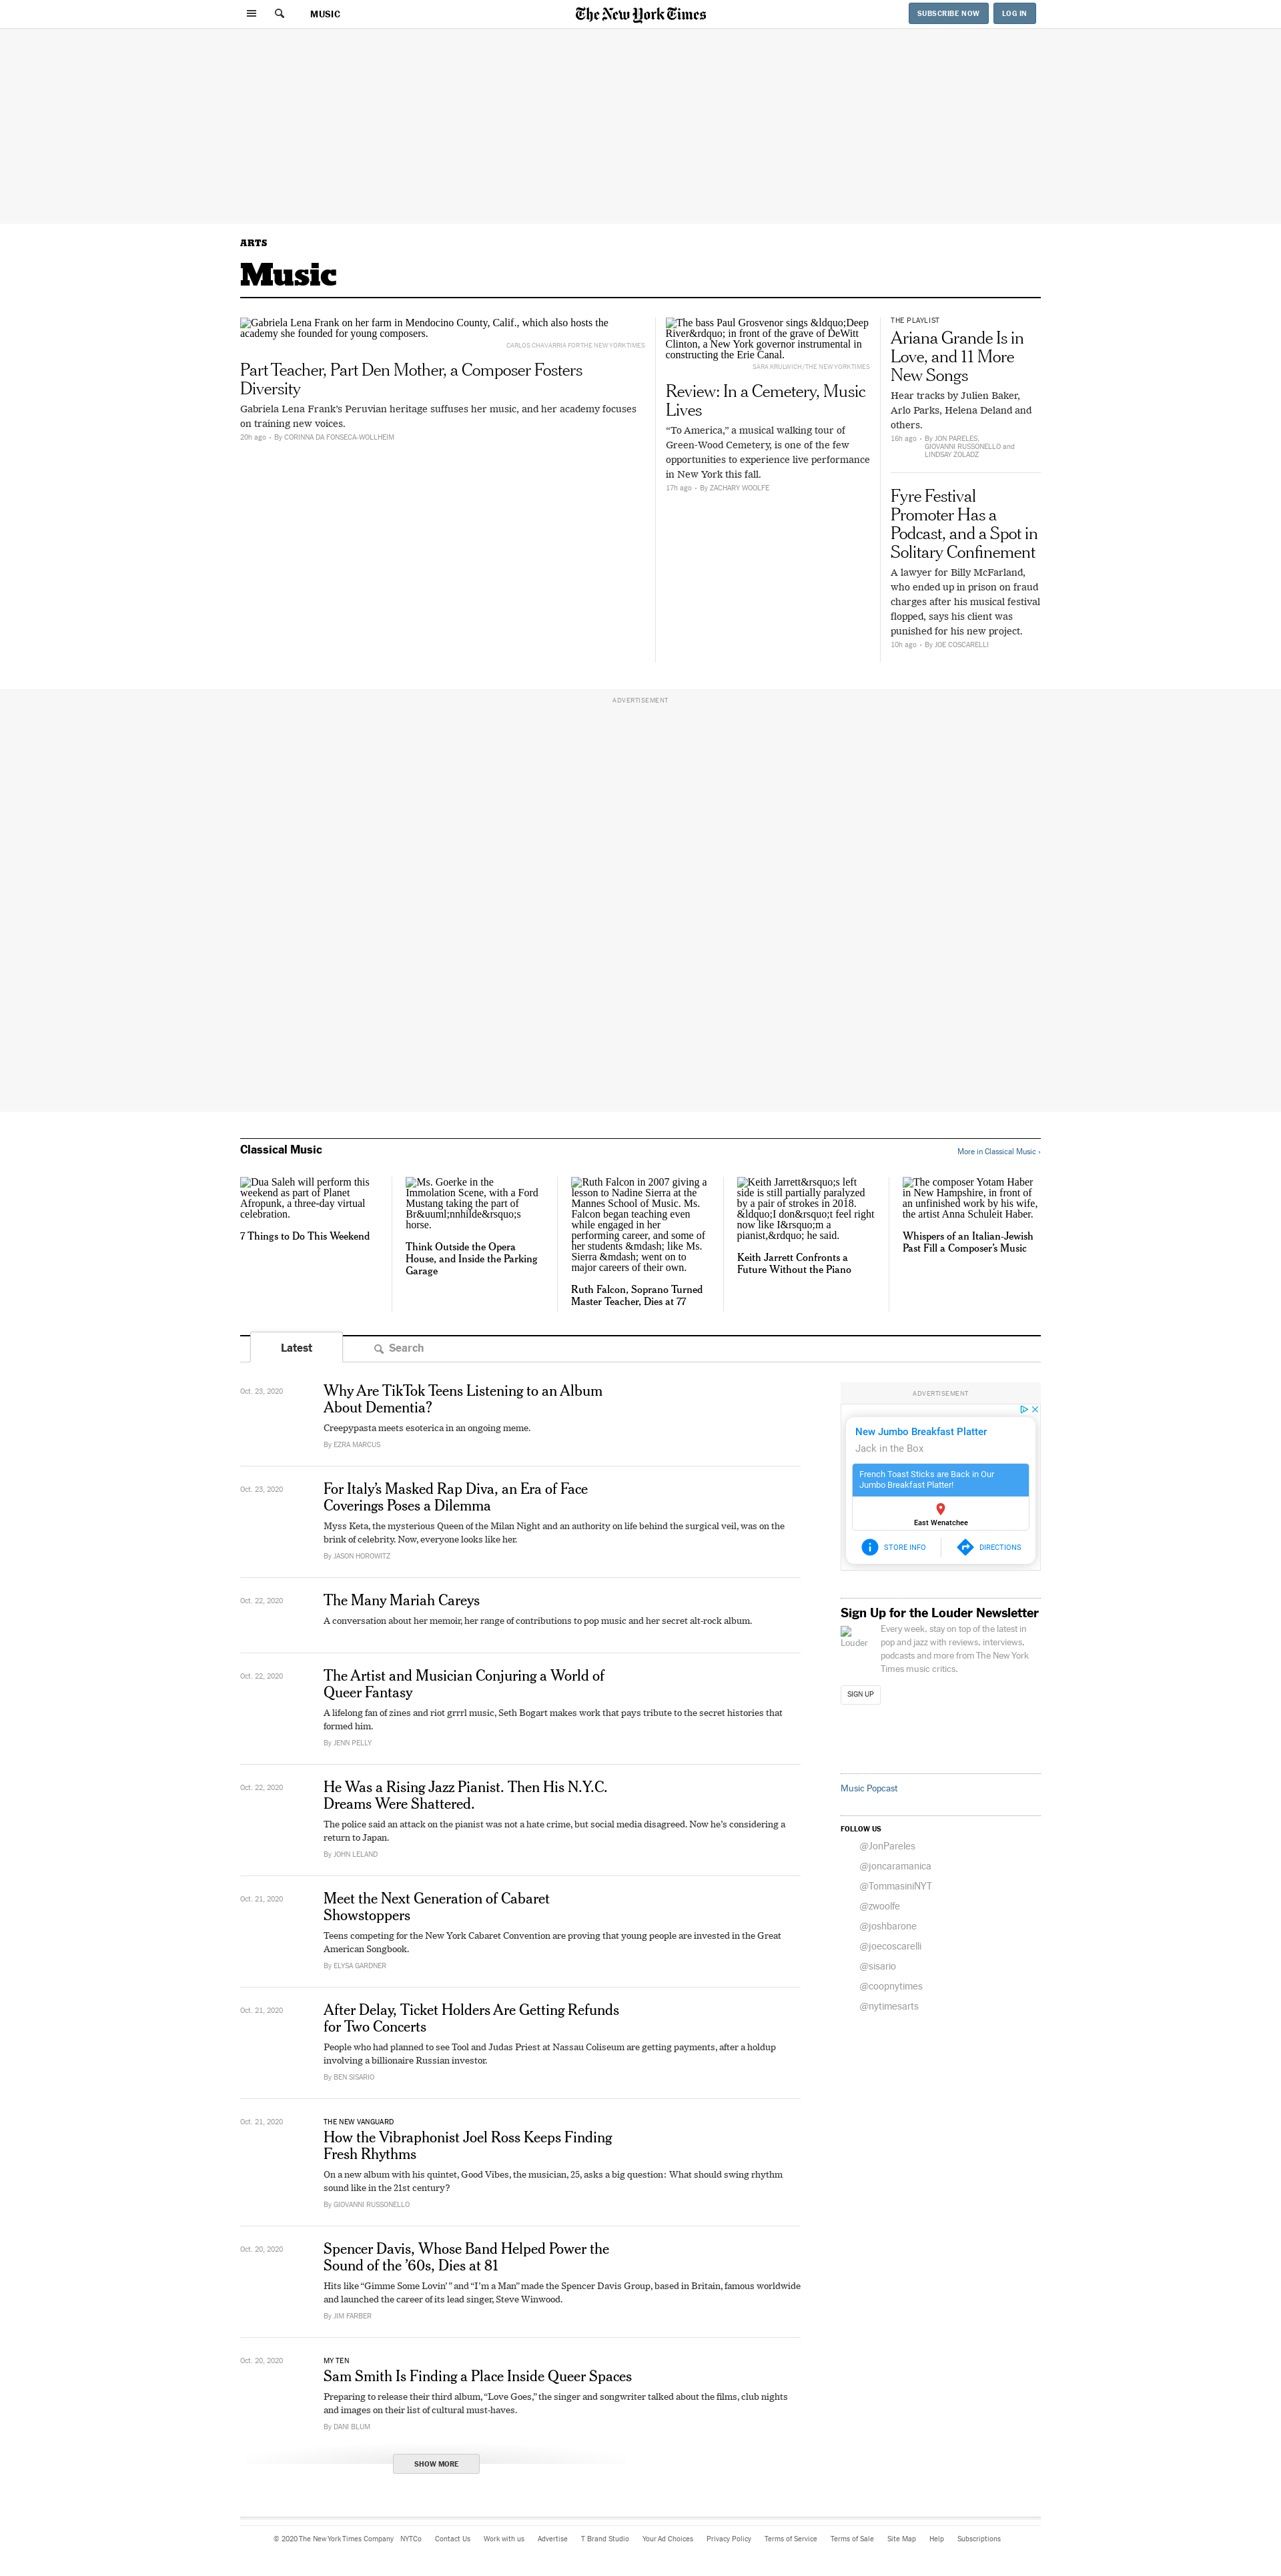 MUSIC
The New York Times
SUBSCRIBE NOW
LOG IN
ARTS
Music
Gabriela Lena Frank on her farm in Mendocino County, Calif., which also hosts the
academy she founded for young composers.
CARLOS CHAVARRIA FOR THE NEW YORK TIMES
Part Teacher, Part Den Mother, a Composer Fosters
Diversity
Gabriela Lena Frank’s Peruvian heritage suffuses her music, and her academy focuses
on training new voices.
20h ago • By CORINNA DA FONSECA-WOLLHEIM
The bass Paul Grosvenor sings &ldquo;Deep
River&rdquo; in front of the grave of DeWitt
Clinton, a New York governor instrumental in
constructing the Erie Canal.
SARA KRULWICH/THE NEW YORK TIMES
Review: In a Cemetery, Music
Lives
“To America,” a musical walking tour of
Green-Wood Cemetery, is one of the few
opportunities to experience live performance
in New York this fall.
17h ago • By ZACHARY WOOLFE
THE PLAYLIST
Ariana Grande Is in
Love, and 11 More
New Songs
Hear tracks by Julien Baker,
Arlo Parks, Helena Deland and
others.
16h ago • By JON PARELES,
GIOVANNI RUSSONELLO and
LINDSAY ZOLADZ
Fyre Festival
Promoter Has a
Podcast, and a Spot in
Solitary Confinement
A lawyer for Billy McFarland,
who ended up in prison on fraud
charges after his musical festival
flopped, says his client was
punished for his new project.
10h ago • By JOE COSCARELLI
ADVERTISEMENT
Classical Music
More in Classical Music ›
Dua Saleh will perform this
weekend as part of Planet
Afropunk, a three-day virtual
celebration.
7 Things to Do This Weekend
Ms. Goerke in the
Immolation Scene, with a Ford
Mustang taking the part of
Br&uuml;nnhilde&rsquo;s
horse.
Think Outside the Opera
House, and Inside the Parking
Garage
Ruth Falcon in 2007 giving a
lesson to Nadine Sierra at the
Mannes School of Music. Ms.
Falcon began teaching even
while engaged in her
performing career, and some of
her students &mdash; like Ms.
Sierra &mdash; went on to
major careers of their own.
Ruth Falcon, Soprano Turned
Master Teacher, Dies at 77
Keith Jarrett&rsquo;s left
side is still partially paralyzed
by a pair of strokes in 2018.
&ldquo;I don&rsquo;t feel right
now like I&rsquo;m a
pianist,&rdquo; he said.
Keith Jarrett Confronts a
Future Without the Piano
The composer Yotam Haber
in New Hampshire, in front of
an unfinished work by his wife,
the artist Anna Schuleit Haber.
Whispers of an Italian-Jewish
Past Fill a Composer’s Music
Latest
Search
Oct. 23, 2020
Why Are TikTok Teens Listening to an Album
About Dementia?
Creepypasta meets esoterica in an ongoing meme.
By EZRA MARCUS
Oct. 23, 2020
For Italy’s Masked Rap Diva, an Era of Face
Coverings Poses a Dilemma
Myss Keta, the mysterious Queen of the Milan Night and an authority on life behind the surgical veil, was on the
brink of celebrity. Now, everyone looks like her.
By JASON HOROWITZ
Oct. 22, 2020
The Many Mariah Careys
A conversation about her memoir, her range of contributions to pop music and her secret alt-rock album.
Oct. 22, 2020
The Artist and Musician Conjuring a World of
Queer Fantasy
A lifelong fan of zines and riot grrrl music, Seth Bogart makes work that pays tribute to the secret histories that
formed him.
By JENN PELLY
Oct. 22, 2020
He Was a Rising Jazz Pianist. Then His N.Y.C.
Dreams Were Shattered.
The police said an attack on the pianist was not a hate crime, but social media disagreed. Now he’s considering a
return to Japan.
By JOHN LELAND
Oct. 21, 2020
Meet the Next Generation of Cabaret
Showstoppers
Teens competing for the New York Cabaret Convention are proving that young people are invested in the Great
American Songbook.
By ELYSA GARDNER
Oct. 21, 2020
After Delay, Ticket Holders Are Getting Refunds
for Two Concerts
People who had planned to see Tool and Judas Priest at Nassau Coliseum are getting payments, after a holdup
involving a billionaire Russian investor.
By BEN SISARIO
Oct. 21, 2020
THE NEW VANGUARD
How the Vibraphonist Joel Ross Keeps Finding
Fresh Rhythms
On a new album with his quintet, Good Vibes, the musician, 25, asks a big question: What should swing rhythm
sound like in the 21st century?
By GIOVANNI RUSSONELLO
Oct. 20, 2020
Spencer Davis, Whose Band Helped Power the
Sound of the ’60s, Dies at 81
Hits like “Gimme Some Lovin’ ” and “I’m a Man” made the Spencer Davis Group, based in Britain, famous worldwide
and launched the career of its lead singer, Steve Winwood.
By JIM FARBER
Oct. 20, 2020
MY TEN
Sam Smith Is Finding a Place Inside Queer Spaces
Preparing to release their third album, “Love Goes,” the singer and songwriter talked about the films, club nights
and images on their list of cultural must-haves.
By DANI BLUM
SHOW MORE
ADVERTISEMENT
New Jumbo Breakfast Platter
Jack in the Box
French Toast Sticks are Back in Our
Jumbo Breakfast Platter!
East Wenatchee
STORE INFO
DIRECTIONS
Sign Up for the Louder Newsletter
Louder
Every week, stay on top of the latest in
pop and jazz with reviews, interviews,
podcasts and more from The New York
Times music critics.
SIGN UP
Music Popcast
FOLLOW US
@JonPareles
@joncaramanica
@TommasiniNYT
@zwoolfe
@joshbarone
@joecoscarelli
@sisario
@coopnytimes
@nytimesarts
© 2020 The New York Times Company NYTCo Contact Us Work with us Advertise T Brand Studio Your Ad Choices Privacy Policy Terms of Service Terms of Sale Site Map Help Subscriptions